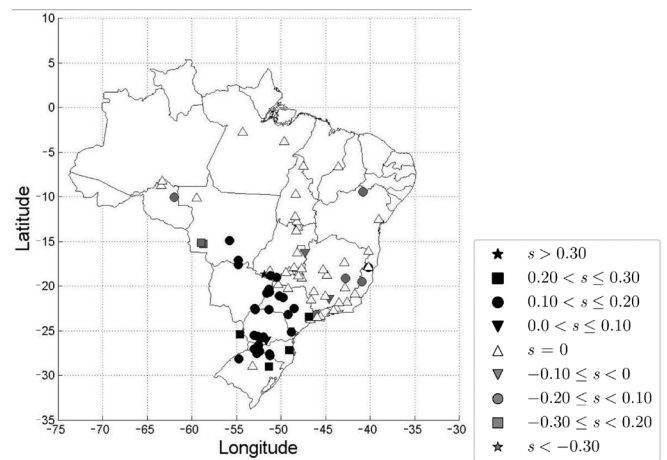 10
5
0
−5
−10
−15
−20
−25
−30
35
−75 −70 −65 −60 −55 −50 −45 −40 −35 −30
Latitude
Longitude
s > 0.30
0.20 < s ≤ 0.30
0.10 < s ≤ 0.20
0.0 < s ≤ 0.10
s = 0
−0.10 ≤ s < 0
−0.20 ≤ s < 0.10
−0.30 ≤ s < 0.20
s < −0.30